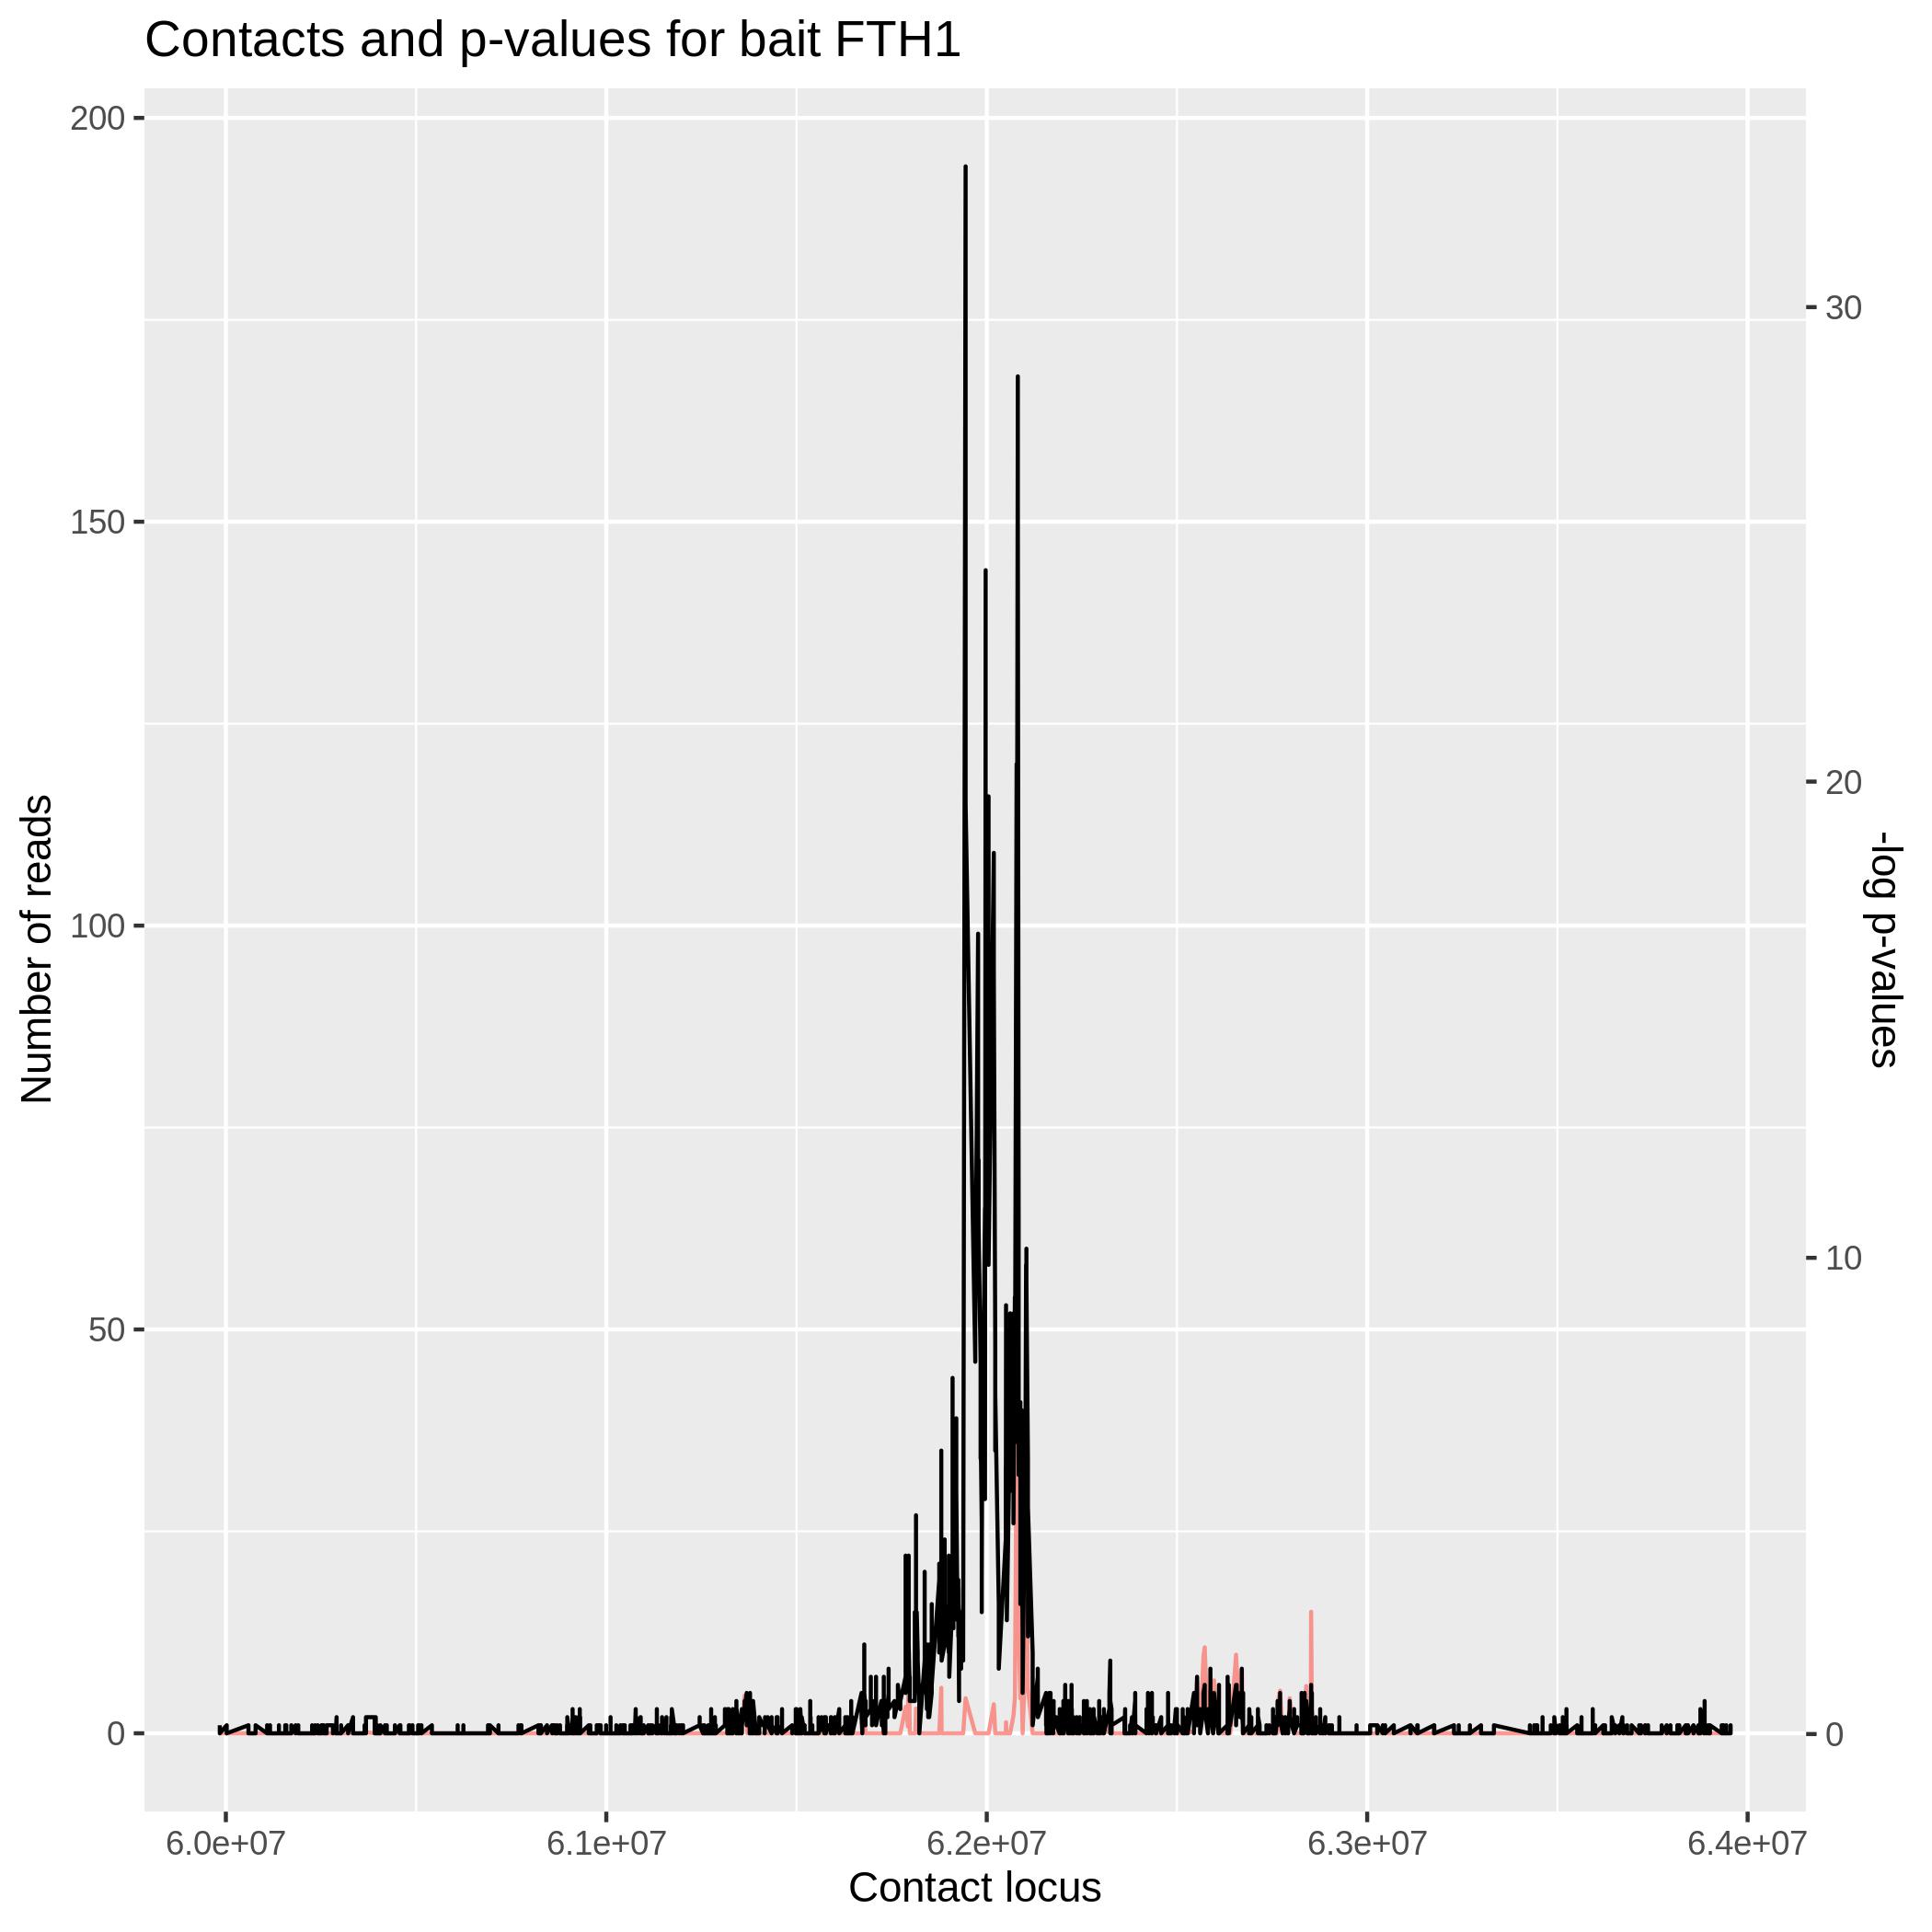 Contacts and p-values for bait FTH1
200
150
100
50
0
Number of reads
30
20
10
0
-log p-values
6.0e+07
6.1e+07
6.2e+07
6.3e+07
6.4e+07
Contact locus